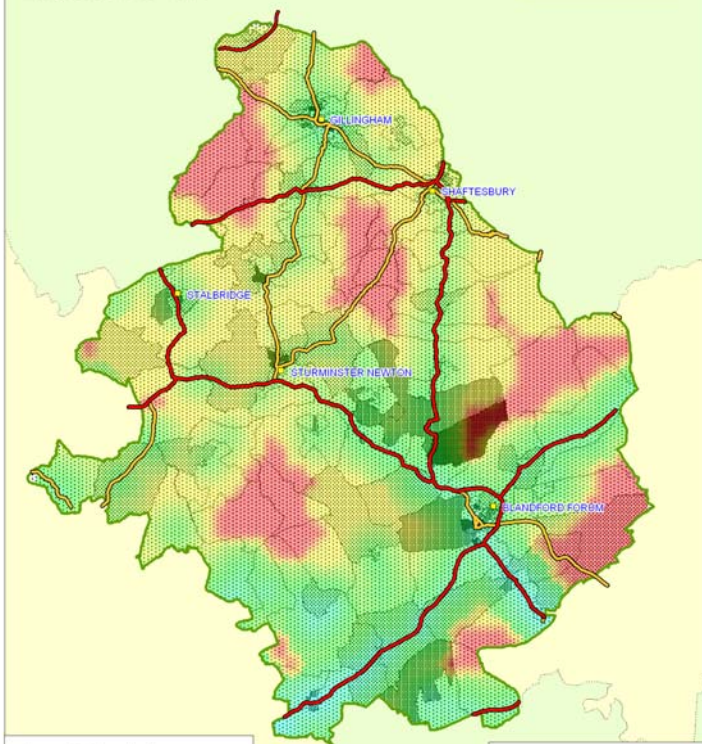 GILLINGHAM
SHAFTESBURY
STALBRIDGE
STURMINSTER NEWTON
BLANDFORD FORUM